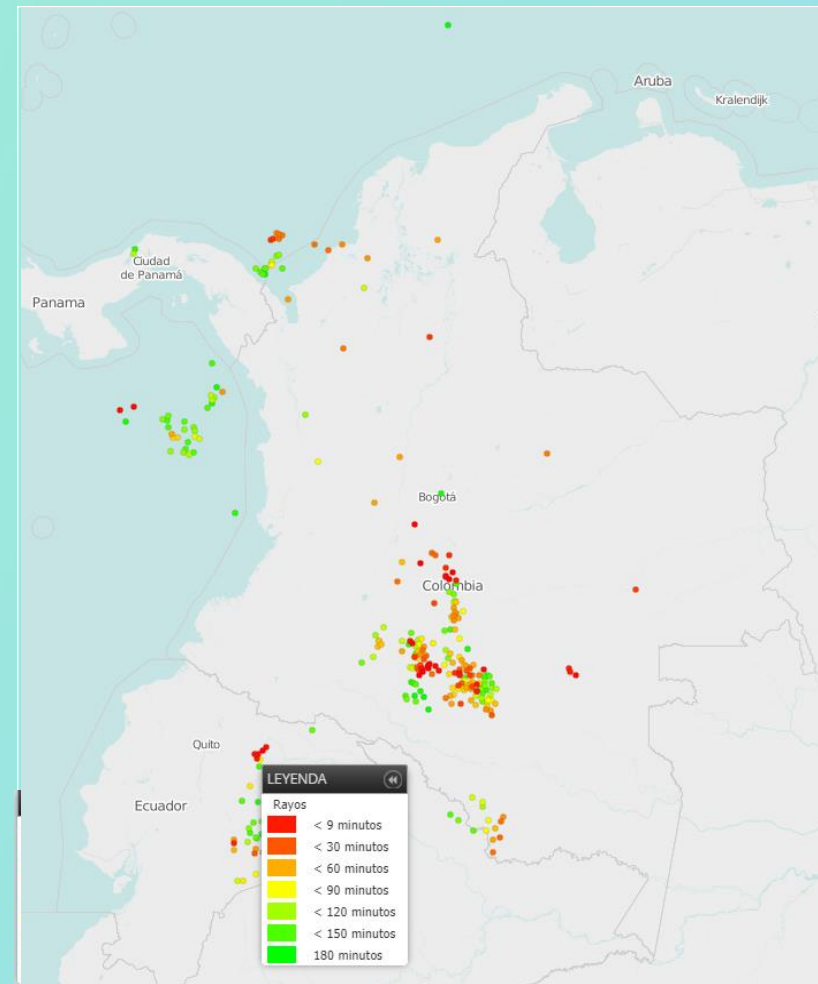 Aruba
Kralendijk
Ciudad
de Panamá
Panama
Bogotá
Colombia
Quito
Ecuador
LEYENDA
Rayos
< 9 minutos
< 30 minutos
< 60 minutos
< 90 minutos
< 120 minutos
< 150 minutos
180 minutos